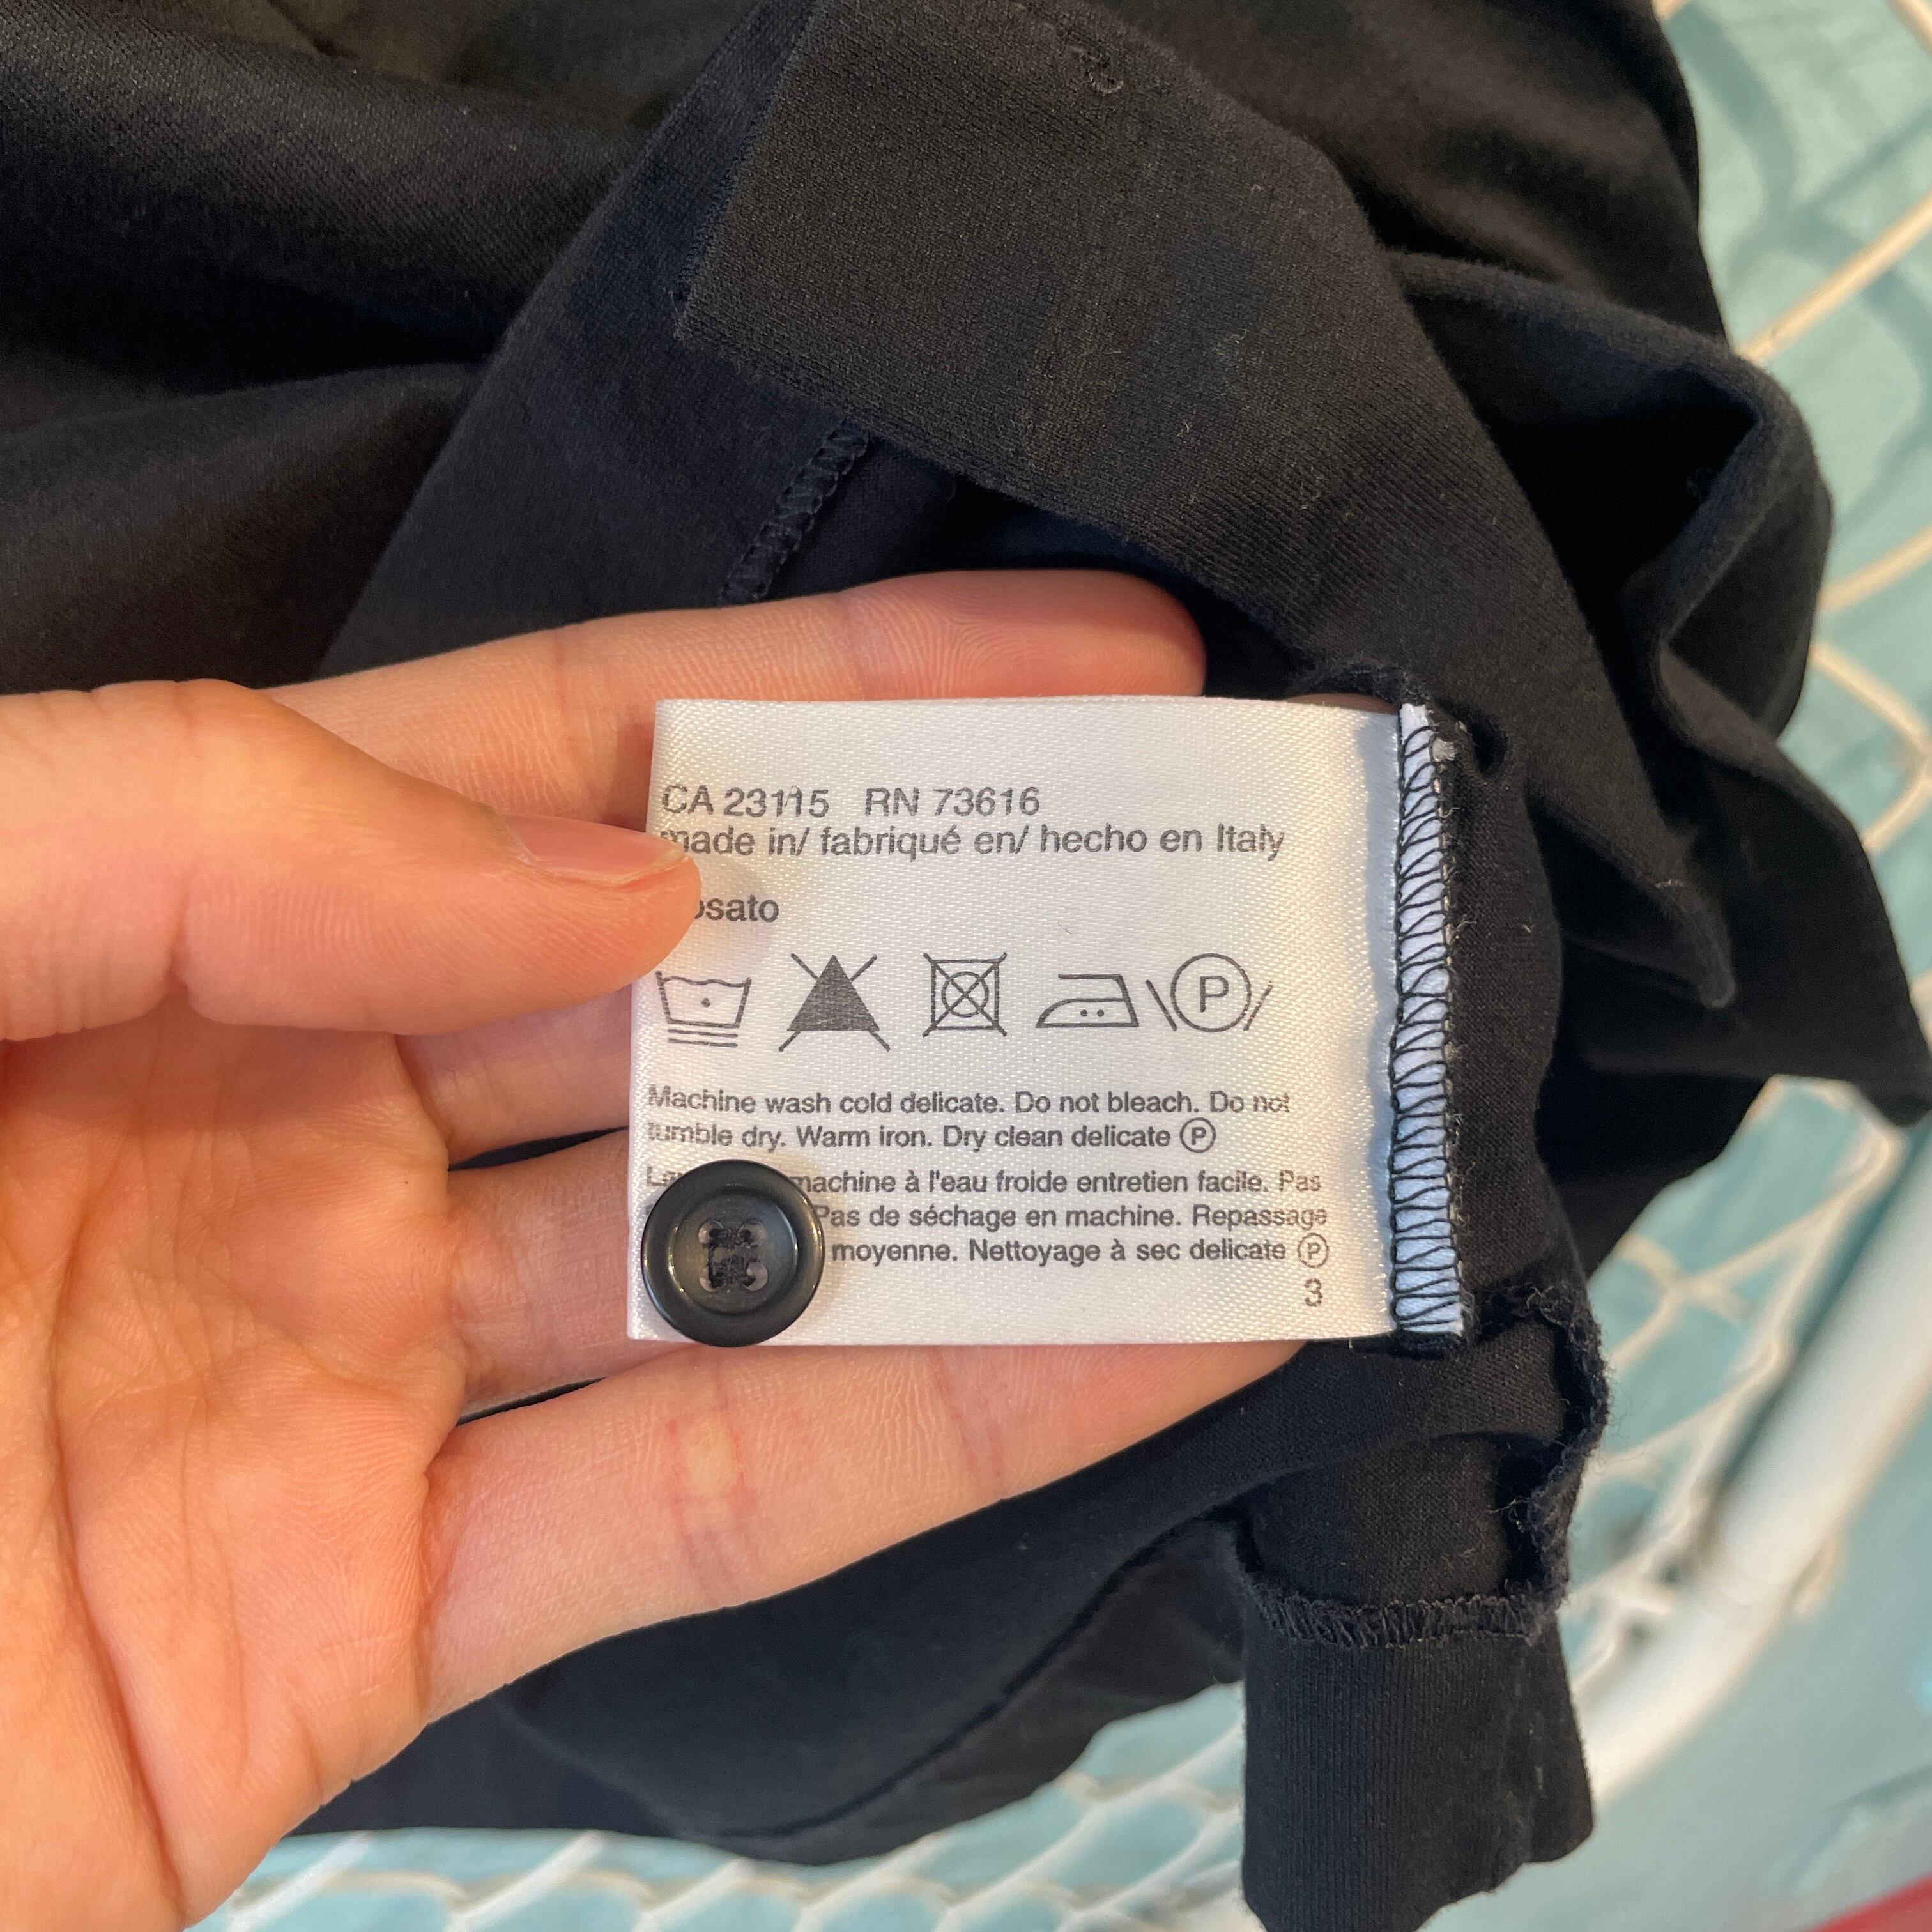 CA 23115 RN 73616
made in/ fabriqué en/ hecho en Italy
P
Machine wash cold delicate. Do not bleach. Do not
tumble dry. Warm iron. Dry clean delicate Ⓟ
machine à l'eau froide entretien facile. Pas
Pas de séchage en machine. Repassage
moyenne. Nettoyage à sec delicate Ⓟ
3